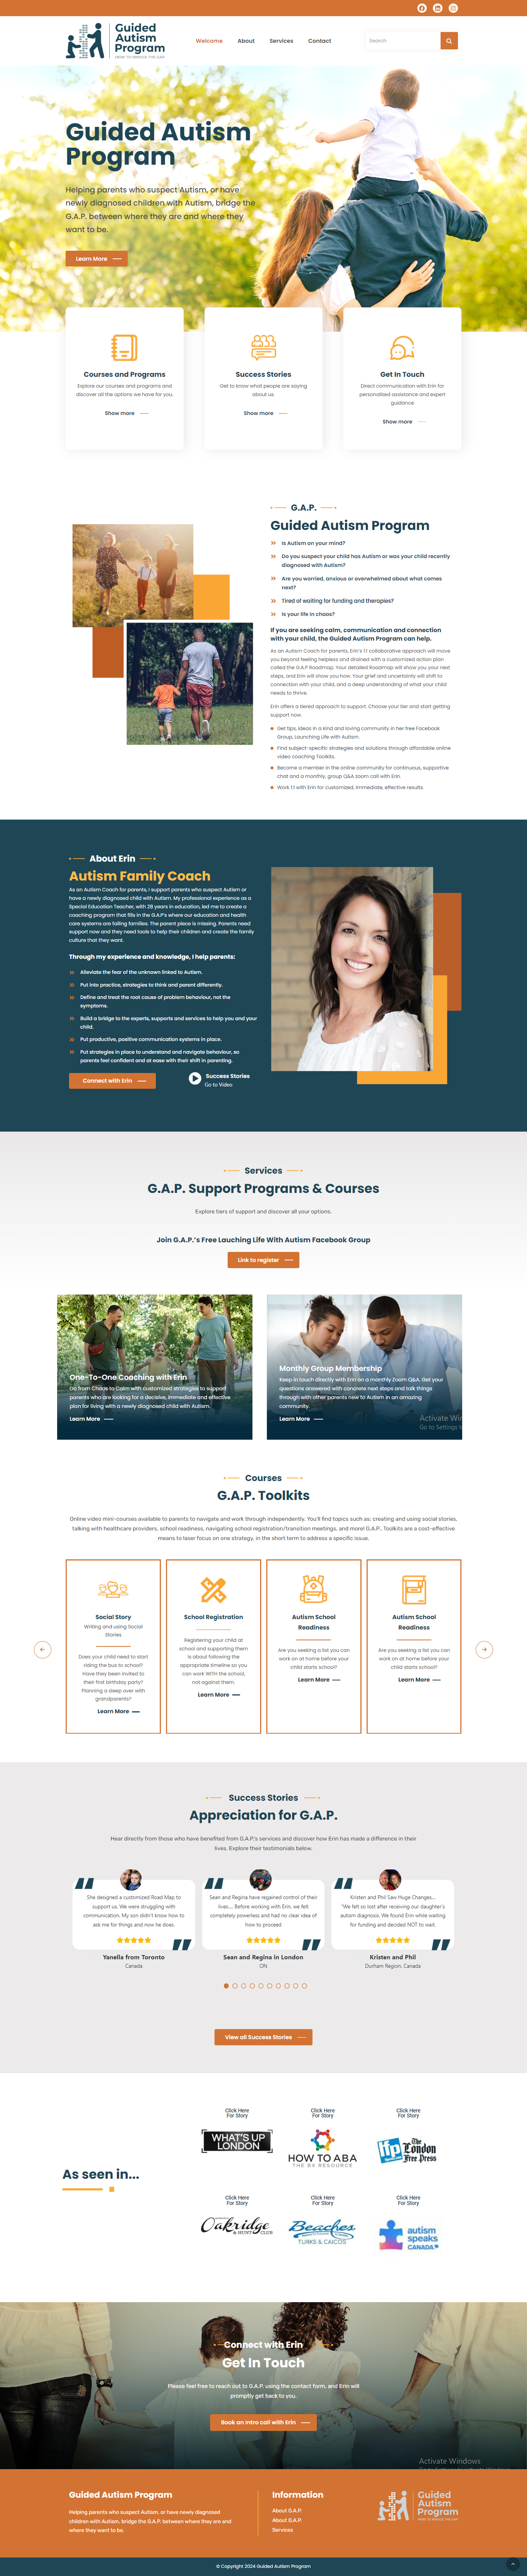 Guided
Autism
Program
HERE TO BRIDGE THE GAP
Welcome
About
Services
Contact
Search
Guided Autism
Program
Helping parents who suspect Autism, or have
newly diagnosed children with Autism, bridge the
G.A.P. between where they are and where they
want to be.
Learn More
Courses and Programs
Explore our courses and programs and
discover all the options we have for you.
Show more
Success Stories
Get to know what people are saying
about us.
Show more
Get In Touch
Direct communication with Erin for
personalized assistance and expert
guidance.
Show more
G.A.P.
Guided Autism Program
Is Autism on your mind?
Do you suspect your child has Autism or was your child recently
diagnosed with Autism?
Are you worried, anxious or overwhelmed about what comes
next?
Tired of waiting for funding and therapies?
Is your life in chaos?
If you are seeking calm, communication and connection
with your child, the Guided Autism Program can help.
As an Autism Coach for parents, Erin's 1:1 collaborative approach will move
you beyond feeling helpless and drained with a customized action plan
called the G.A.P Roadmap. Your detailed Roadmap will show you your next
steps, and Erin will show you how. Your grief and uncertainty will shift to
connection with your child, and a deep understanding of what your child
needs to thrive.
Erin offers a tiered approach to support. Choose your tier and start getting
support now.
Get tips, ideas in a kind and loving community in her free Facebook
Group, Launching Life with Autism.
Find subject-specific strategies and solutions through affordable online
video coaching Toolkits.
Become a member in the online community for continuous, supportive
chat and a monthly, group Q&A zoom call with Erin.
Work 1:1 with Erin for customized, immediate, effective results.
About Erin
Autism Family Coach
As an Autism Coach for parents, I support parents who suspect Autism or
have a newly diagnosed child with Autism. My professional experience as a
Special Education Teacher, with 28 years in education, led me to create a
coaching program that fills in the G.A.P's where our education and health
care systems are failing families. The parent piece is missing. Parents need
support now and they need tools to help their children and create the family
culture that they want.
Through my experience and knowledge, I help parents:
Alleviate the fear of the unknown linked to Autism.
Put into practice, strategies to think and parent differently.
Define and treat the root cause of problem behaviour, not the
symptoms.
Build a bridge to the experts, supports and services to help you and your
child.
Put productive, positive communication systems in place.
Put strategies in place to understand and navigate behaviour, so
parents feel confident and at ease with their shift in parenting.
Connect with Erin
Success Stories
Go to Video
Services
G.A.P. Support Programs & Courses
Explore tiers of support and discover all your options.
Join G.A.P.'s Free Lauching Life With Autism Facebook Group
Link to register
One-To-One Coaching with Erin
Go from Chaos to Calm with customized strategies to support
parents who are looking for a decisive, immediate and effective
plan for living with a newly diagnosed child with Autism.
Learn More
Monthly Group Membership
Keep in touch directly with Erin on a monthly Zoom Q&A. Get your
questions answered with concrete next steps and talk things
through with other parents new to Autism in an amazing
community.
Learn More
Activate Win
Go to Settings t
Courses
G.A.P. Toolkits
Online video mini-courses available to parents to navigate and work through independently. You'll find topics such as; creating and using social stories,
talking with healthcare providers, school readiness, navigating school registration/transition meetings, and more! G.A.P.. Toolkits are a cost-effective
means to laser focus on one strategy, in the short term to address a specific issue.
Social Story
Writing and using Social
Stories
Does your child need to start
riding the bus to school?
Have they been invited to
their first birthday party?
Planning a sleep over with
grandparents?
Learn More
School Registration
Registering your child at
school and supporting them
is about following the
appropriate timeline so you
can work WITH the school,
not against them.
Learn More
Autism School
Readiness
Are you seeking a list you can
work on at home before your
child starts school?
Learn More
Autism School
Readiness
Are you seeking a list you can
work on at home before your
child starts school?
Learn More
Success Stories
Appreciation for G.A.P.
Hear directly from those who have benefited from G.A.P.'s services and discover how Erin has made a difference in their
lives. Explore their testimonials below.
She designed a customized Road Map to
support us. We were struggling with
communication. My son didn't know how to
ask me for things and now he does.
Yanella from Toronto
Canada
Sean and Regina have regained control of their
lives.... Before working with Erin, we felt
completely powerless and had no clear idea of
how to proceed
Sean and Regina in London
ON
Kristen and Phil Saw Huge Changes...
"We felt so lost after receiving our daughter's
autism diagnosis. We found Erin while waiting
for funding and decided NOT to wait.
Kristen and Phil
Durham Region, Canada
View all Success Stories
As seen in...
Click Here
For Story
WHAT'S UP
LONDON
Click Here
For Story
HOW TO ABA
THE BX RESOURCE
Click Here
For Story
lfp
The
London
Free Press
Click Here
For Story
Oakridge
& HUNT CLUB
Click Here
For Story
Beaches
TURKS & CAICOS
Click Here
For Story
autism
speaks
CANADA
Connect with Erin
Get In Touch
Please feel free to reach out to G.A.P. using the contact form, and Erin will
promptly get back to you.
Book an Intro call with Erin
Activate Windows
Guided Autism Program
Helping parents who suspect Autism, or have newly diagnosed
children with Autism, bridge the G.A.P. between where they are and
where they want to be.
Information
About G.A.P.
About G.A.P.
Services
Guided
Autism
Program
HERE TO BRIDGE THE GAP
© Copyright 2024 Guided Autism Program